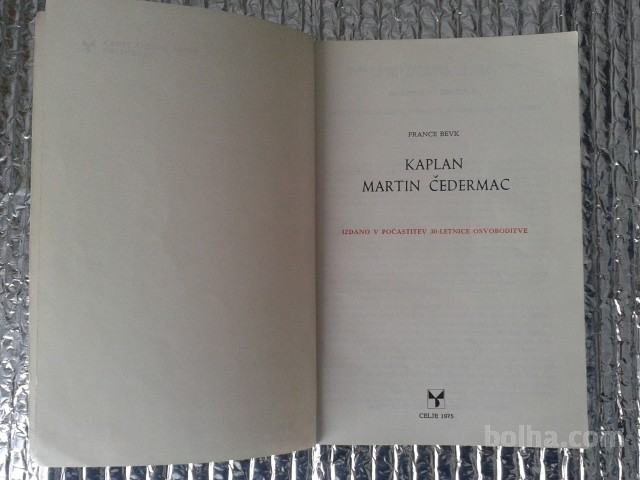 FRANCE BEVK
KAPLAN
MARTIN ČEDERMAC
IZDANO V POČASTITEV 30-LETNICE OSVOBODITVE
CELJE 1975
bolha.com